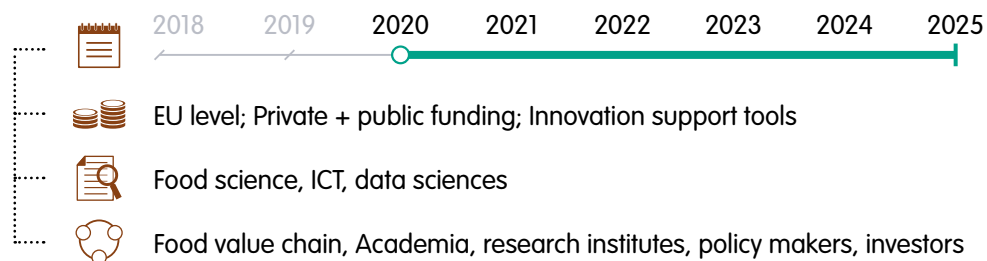 2018 2019 2020 2021 2022 2023 2024 2025
EU level; Private + public funding; Innovation support tools
Food science, ICT, data sciences
Food value chain, Academia, research institutes, policy makers, investors